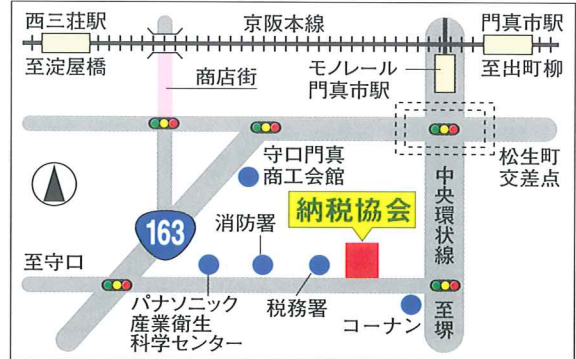 西三荘駅
京阪本線
門真市駅
至淀屋橋
商店街
モノレール
門真市駅
至出町柳
守口門真
商工会館
松生町
交差点
中央環状線
163
消防署
納税協会
至守口
パナソニック
産業衛生
科学センター
税務署
コーナン
至堺